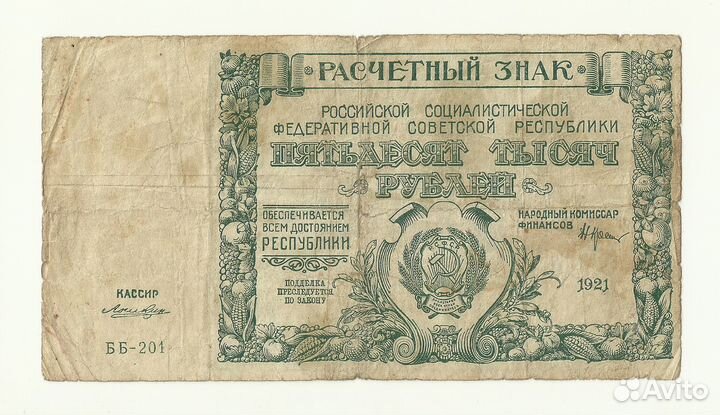 РАСЧЕТНЫЙ ЗНАК
РОССИЙСКОЙ СОЦИАЛИСТИЧЕСКОЙ
ФЕДЕРАТИВНОЙ СОВЕТСКОЙ РЕСПУБЛИКИ
ПЯТЬДЕСЯТ ТЫСЯЧ
РУБЛЕЙ
ОБЕСПЕЧИВАЕТСЯ
ВСЕМ ДОСТОЯНИЕМ
РЕСПУБЛИКИ
НАРОДНЫЙ КОМИССАР
ФИНАНСОВ
ПОДДЕЛКА
ПРЕСЛЕДУЕТСЯ
ПО ЗАКОНУ
1921
КАССИР
ББ-201
Avito